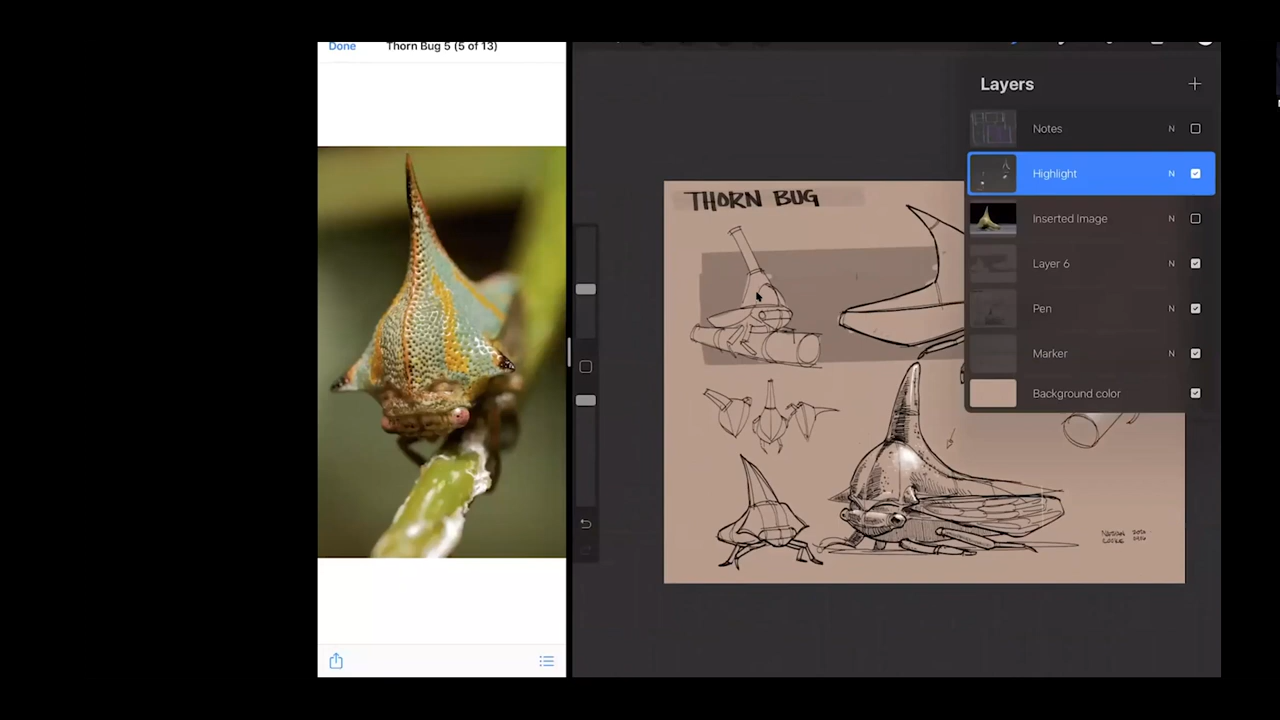 Done
Thorn Bug 5 (5 of 13)
Layers
Notes N
Highlight N
Inserted Image N
Layer 6 N
Pen N
Marker N
Background color
THORN BUG